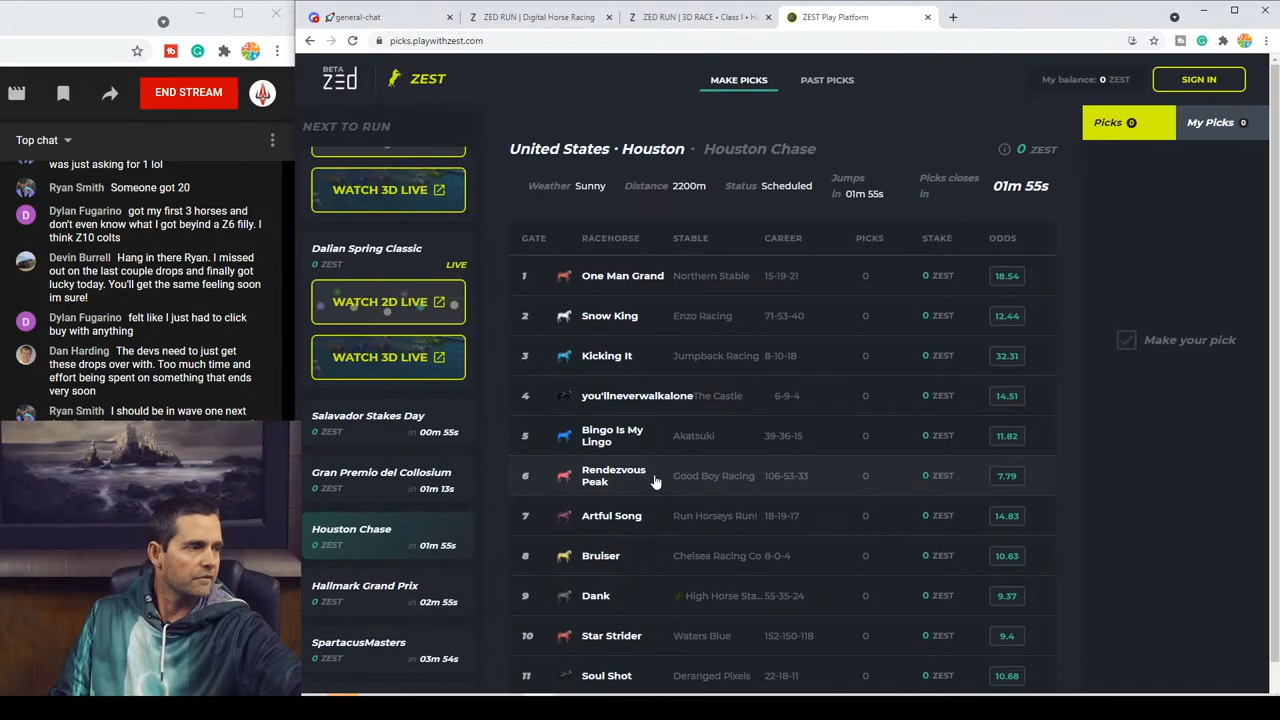 general-chat
ZED RUN | Digital Horse Racing
ZED RUN | 3D RACE • Class I • H
ZEST Play Platform
picks.playwithzest.com
END STREAM
Top chat
was just asking for 1 lol
Ryan Smith Someone got 20
D Dylan Fugarino got my first 3 horses and
don't even know what I got beyind a Z6 filly. I
think Z10 colts
Devin Burrell Hang in there Ryan. I missed
out on the last couple drops and finally got
lucky today. You'll get the same feeling soon
im sure!
D Dylan Fugarino felt like I just had to click
buy with anything
Dan Harding The devs need to just get
these drops over with. Too much time and
effort being spent on something that ends
very soon
Ryan Smith I should be in wave one next
BETA
zed
ZEST
MAKE PICKS
PAST PICKS
My balance: 0 ZEST
SIGN IN
NEXT TO RUN
WATCH 3D LIVE
Dalian Spring Classic
0 ZEST LIVE
WATCH 2D LIVE
WATCH 3D LIVE
Salavador Stakes Day
0 ZEST in 00m 55s
Gran Premio del Collosium
0 ZEST in 01m 13s
Houston Chase
0 ZEST in 01m 55s
Hallmark Grand Prix
0 ZEST in 02m 55s
SpartacusMasters
0 ZEST in 03m 54s
United States · Houston · Houston Chase
0 ZEST
Weather Sunny Distance 2200m Status Scheduled Jumps in 01m 55s Picks closes in 01m 55s
GATE RACEHORSE STABLE CAREER PICKS STAKE ODDS
1 One Man Grand Northern Stable 15-19-21 0 0 ZEST 18.54
2 Snow King Enzo Racing 71-53-40 0 0 ZEST 12.44
3 Kicking It Jumpback Racing 8-10-18 0 0 ZEST 32.31
4 you'llneverwalkalone The Castle 6-9-4 0 0 ZEST 14.51
5 Bingo Is My Lingo Akatsuki 39-36-15 0 0 ZEST 11.82
6 Rendezvous Peak Good Boy Racing 106-53-33 0 0 ZEST 7.79
7 Artful Song Run Horseys Run! 18-19-17 0 0 ZEST 14.83
8 Bruiser Chelsea Racing Co 8-0-4 0 0 ZEST 10.63
9 Dank High Horse Sta... 55-35-24 0 0 ZEST 9.37
10 Star Strider Waters Blue 152-150-118 0 0 ZEST 9.4
11 Soul Shot Deranged Pixels 22-18-11 0 0 ZEST 10.68
Picks 0
My Picks 0
Make your pick